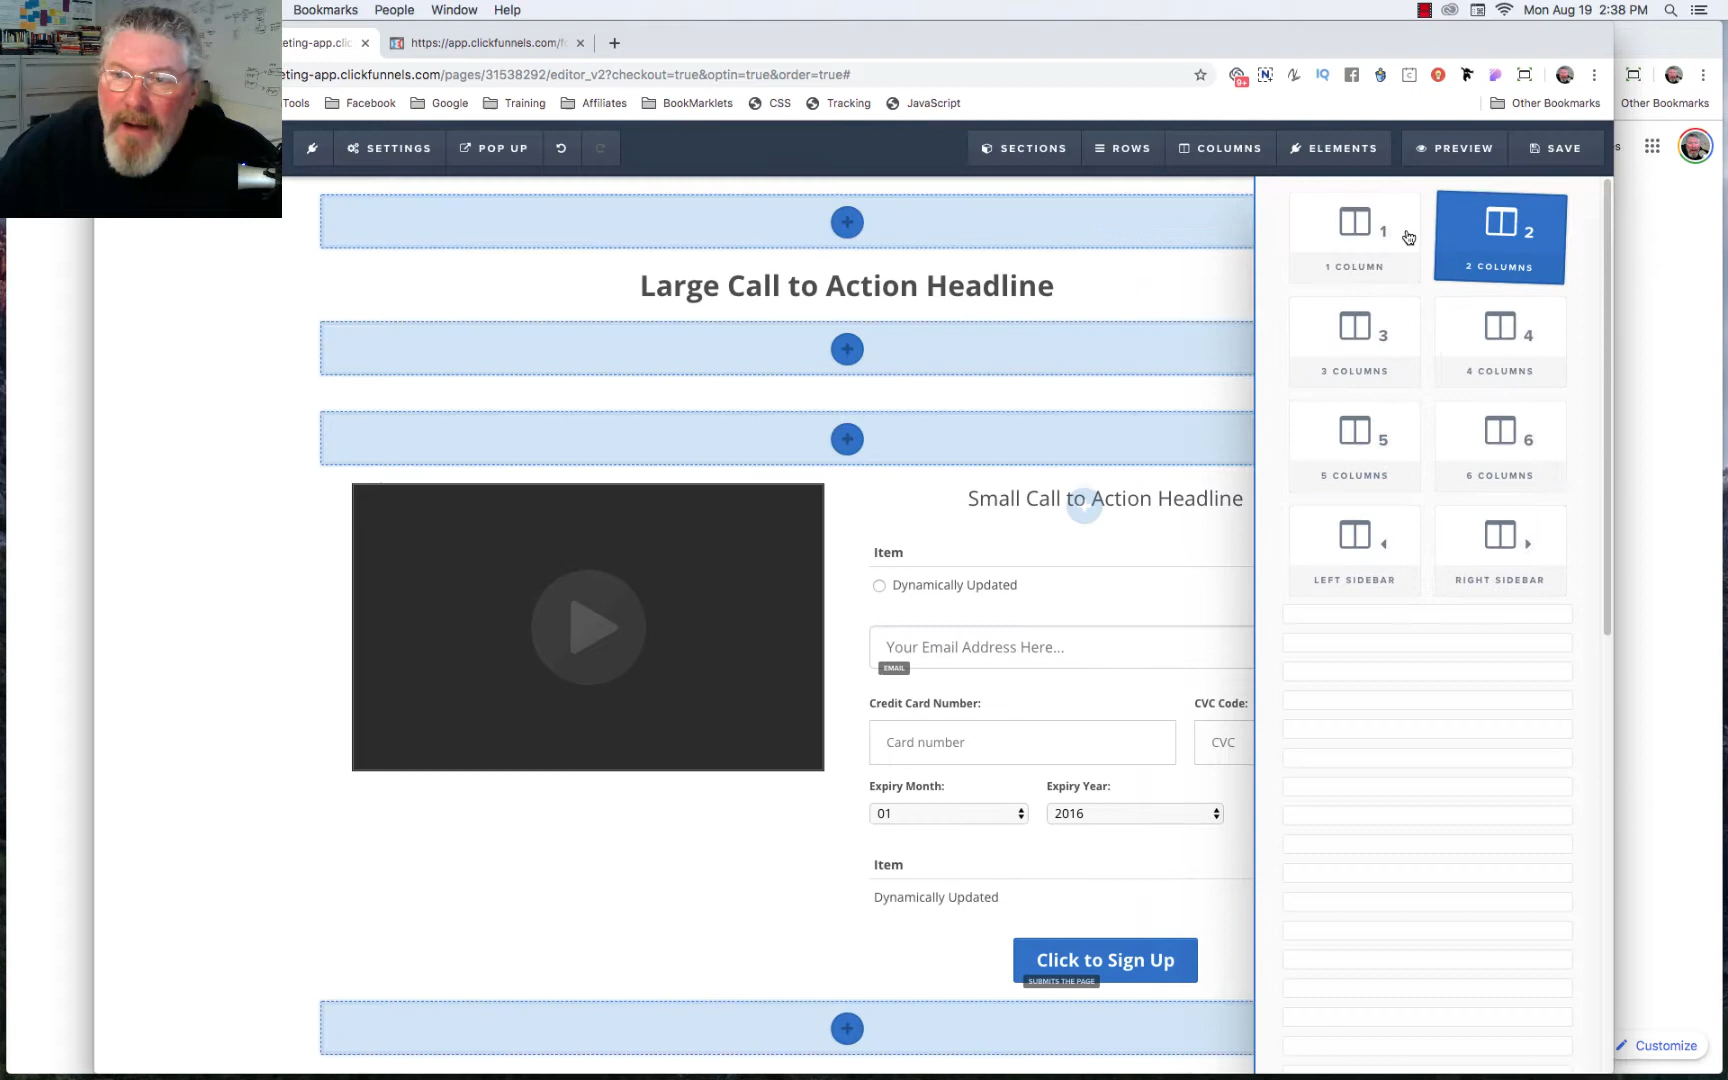 Bookmarks People Window Help
Mon Aug 19 2:38 PM
eting-app.clic
https://app.clickfunnels.com/fo
eting-app.clickfunnels.com/pages/31538292/editor_v2?checkout=true&optin=true&order=true#
9+
Tools Facebook Google Training Affiliates BookMarklets CSS Tracking JavaScript Other Bookmarks Other Bookmarks
SETTINGS POP UP SECTIONS ROWS COLUMNS ELEMENTS PREVIEW SAVE
1 2
1 COLUMN 2 COLUMNS
Large Call to Action Headline
3 4
3 COLUMNS 4 COLUMNS
5 6
5 COLUMNS 6 COLUMNS
LEFT SIDEBAR RIGHT SIDEBAR
Small Call to Action Headline
Item
Dynamically Updated
Your Email Address Here...
EMAIL
Credit Card Number: CVC Code:
Card number CVC
Expiry Month: Expiry Year:
01 2016
Item
Dynamically Updated
Click to Sign Up
SUBMITS THE PAGE
Customize